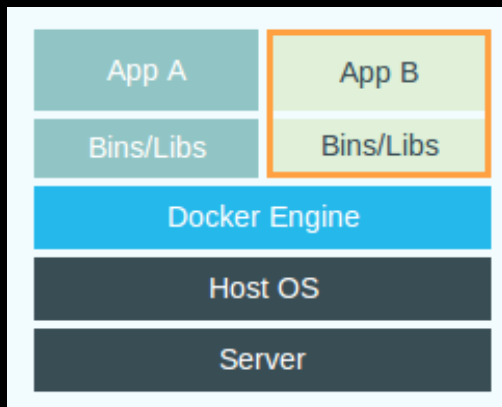 App A
App B
Bins/Libs
Bins/Libs
Docker Engine
Host OS
Server